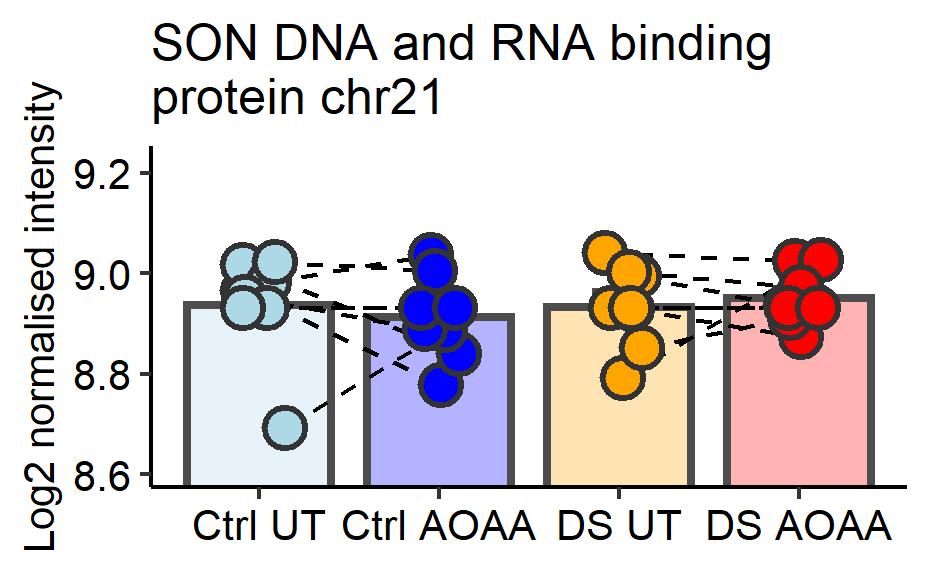 SON DNA and RNA binding
protein chr21
Log2 normalised intensity
9.2
9.0
8.8
8.6
Ctrl UT Ctrl AOAA DS UT DS AOAA